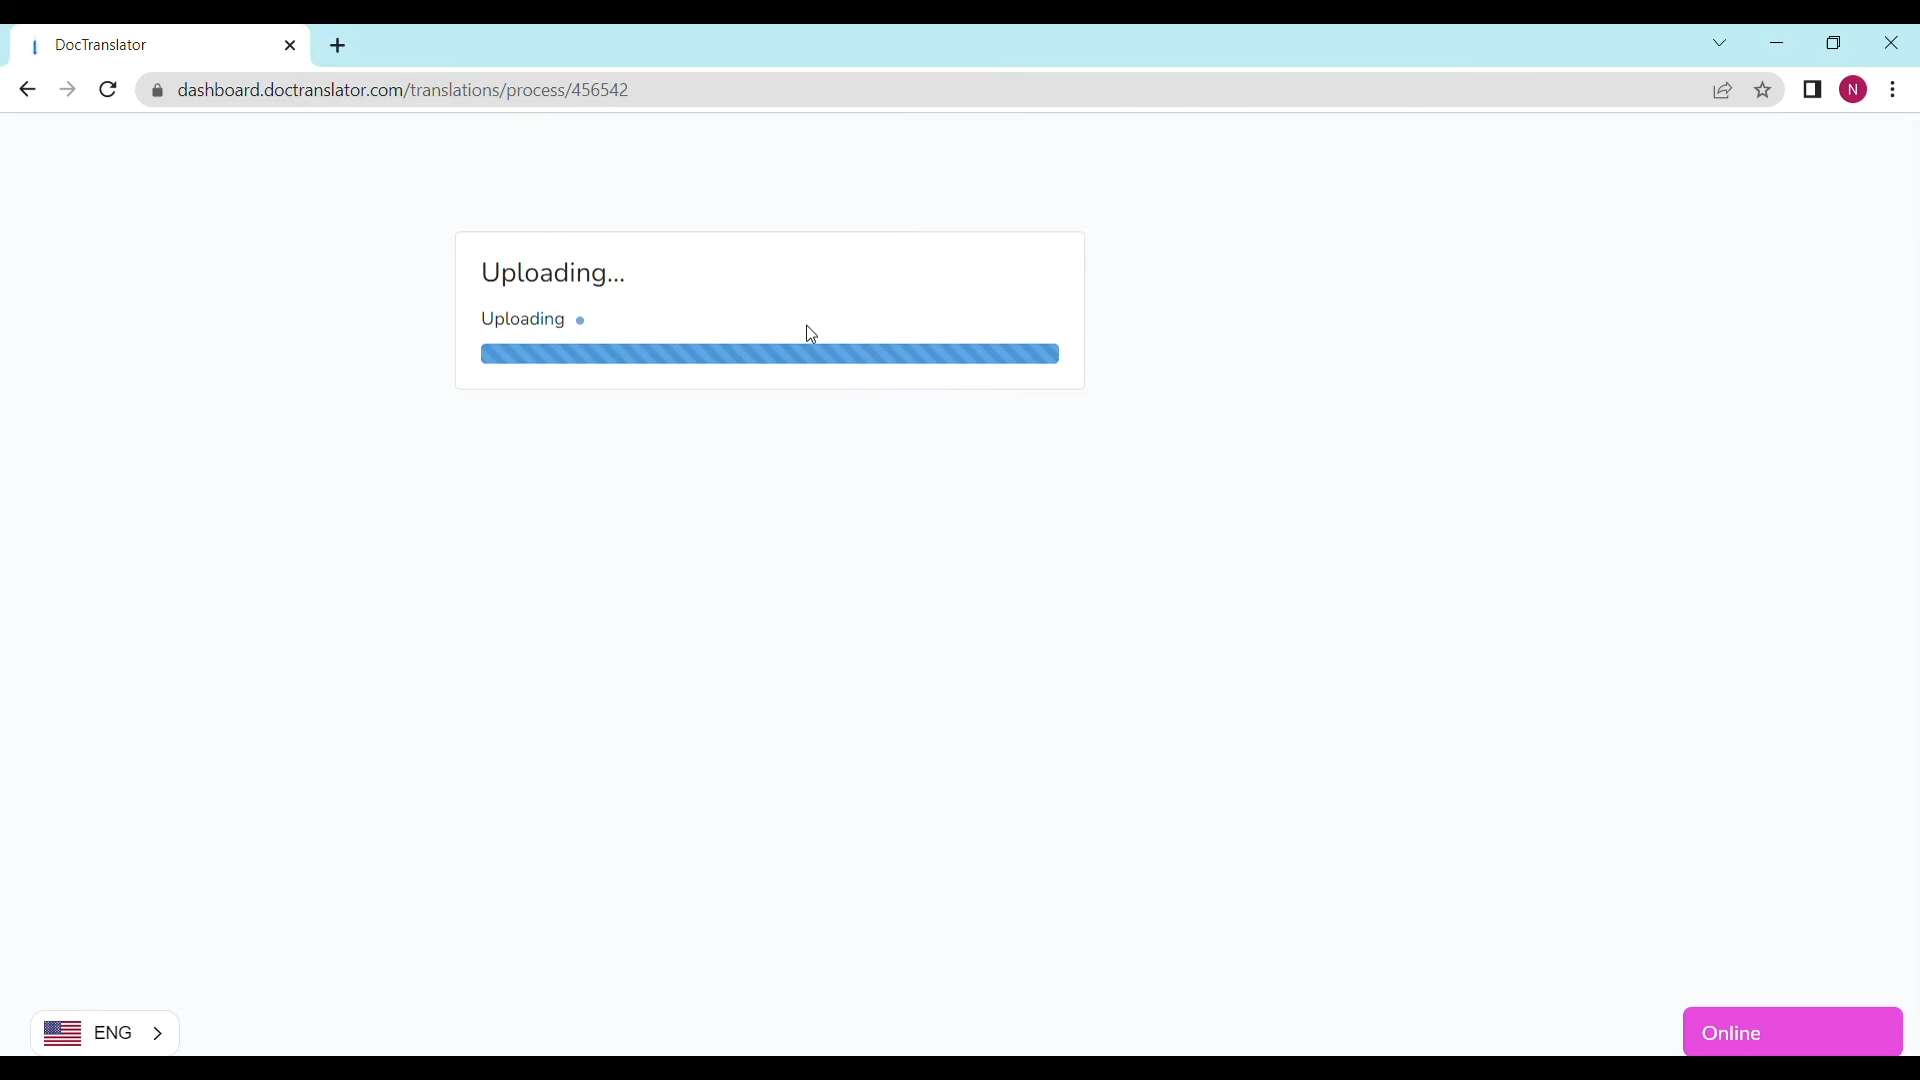 DocTranslator
dashboard.doctranslator.com/translations/process/456542
N
Uploading...
Uploading
ENG
Online